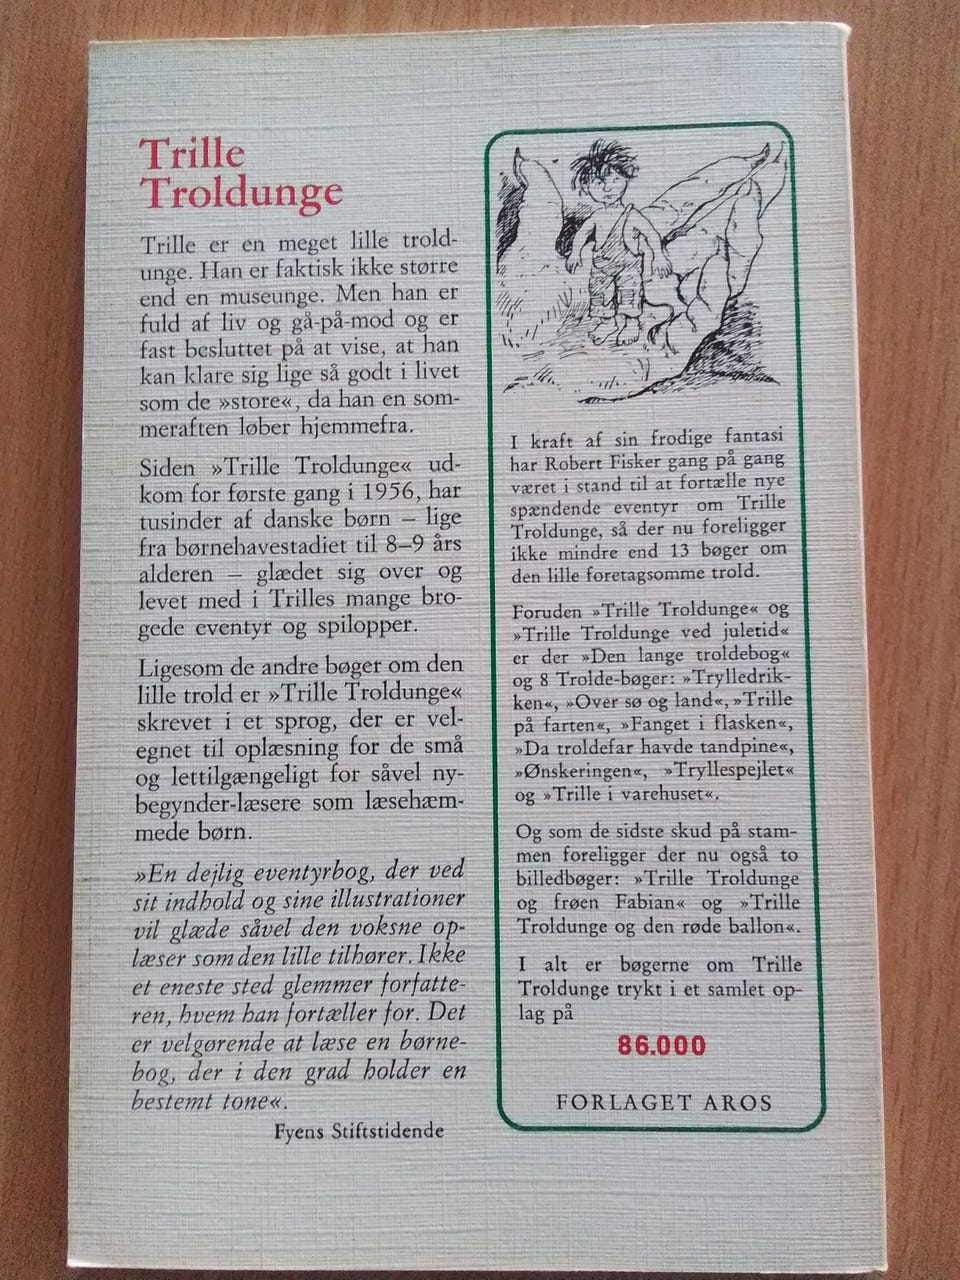 Trille
Troldunge
Trille er en meget lille trold-
unge. Han er faktisk ikke større
end en museunge. Men han er
fuld af liv og gå-på-mod og er
fast besluttet på at vise, at han
kan klare sig lige så godt i livet
som de »store«, da han en som-
meraften løber hjemmefra.
Siden »Trille Troldunge« ud-
kom for første gang i 1956, har
tusinder af danske børn – lige
fra børnehavestadiet til 8–9 års
alderen – glædet sig over og
levet med i Trilles mange bro-
gede eventyr og spilopper.
Ligesom de andre bøger om den
lille trold er »Trille Troldunge«
skrevet i et sprog, der er vel-
egnet til oplæsning for de små
og lettilgængeligt for såvel ny-
begynder-læsere som læsehæm-
mede børn.
»En dejlig eventyrbog, der ved
sit indhold og sine illustrationer
vil glæde såvel den voksne op-
læser som den lille tilhører. Ikke
et eneste sted glemmer forfatte-
ren, hvem han fortæller for. Det
er velgørende at læse en børne-
bog, der i den grad holder en
bestemt tone«.
Fyens Stiftstidende
I kraft af sin frodige fantasi
har Robert Fisker gang på gang
været i stand til at fortælle nye
spændende eventyr om Trille
Troldunge, så der nu foreligger
ikke mindre end 13 bøger om
den lille foretagsomme trold.
Foruden »Trille Troldunge« og
»Trille Troldunge ved juletid«
er der »Den lange troldebog«
og 8 Trolde-bøger: »Trylledrik-
ken«, »Over sø og land«, »Trille
på farten«, »Fanget i flasken«,
»Da troldefar havde tandpine«,
»Ønskeringen«, »Tryllespejlet«
og »Trille i varehuset«.
Og som de sidste skud på stam-
men foreligger der nu også to
billedbøger: »Trille Troldunge
og frøen Fabian« og »Trille
Troldunge og den røde ballon«.
I alt er bøgerne om Trille
Troldunge trykt i et samlet op-
lag på
86.000
FORLAGET AROS